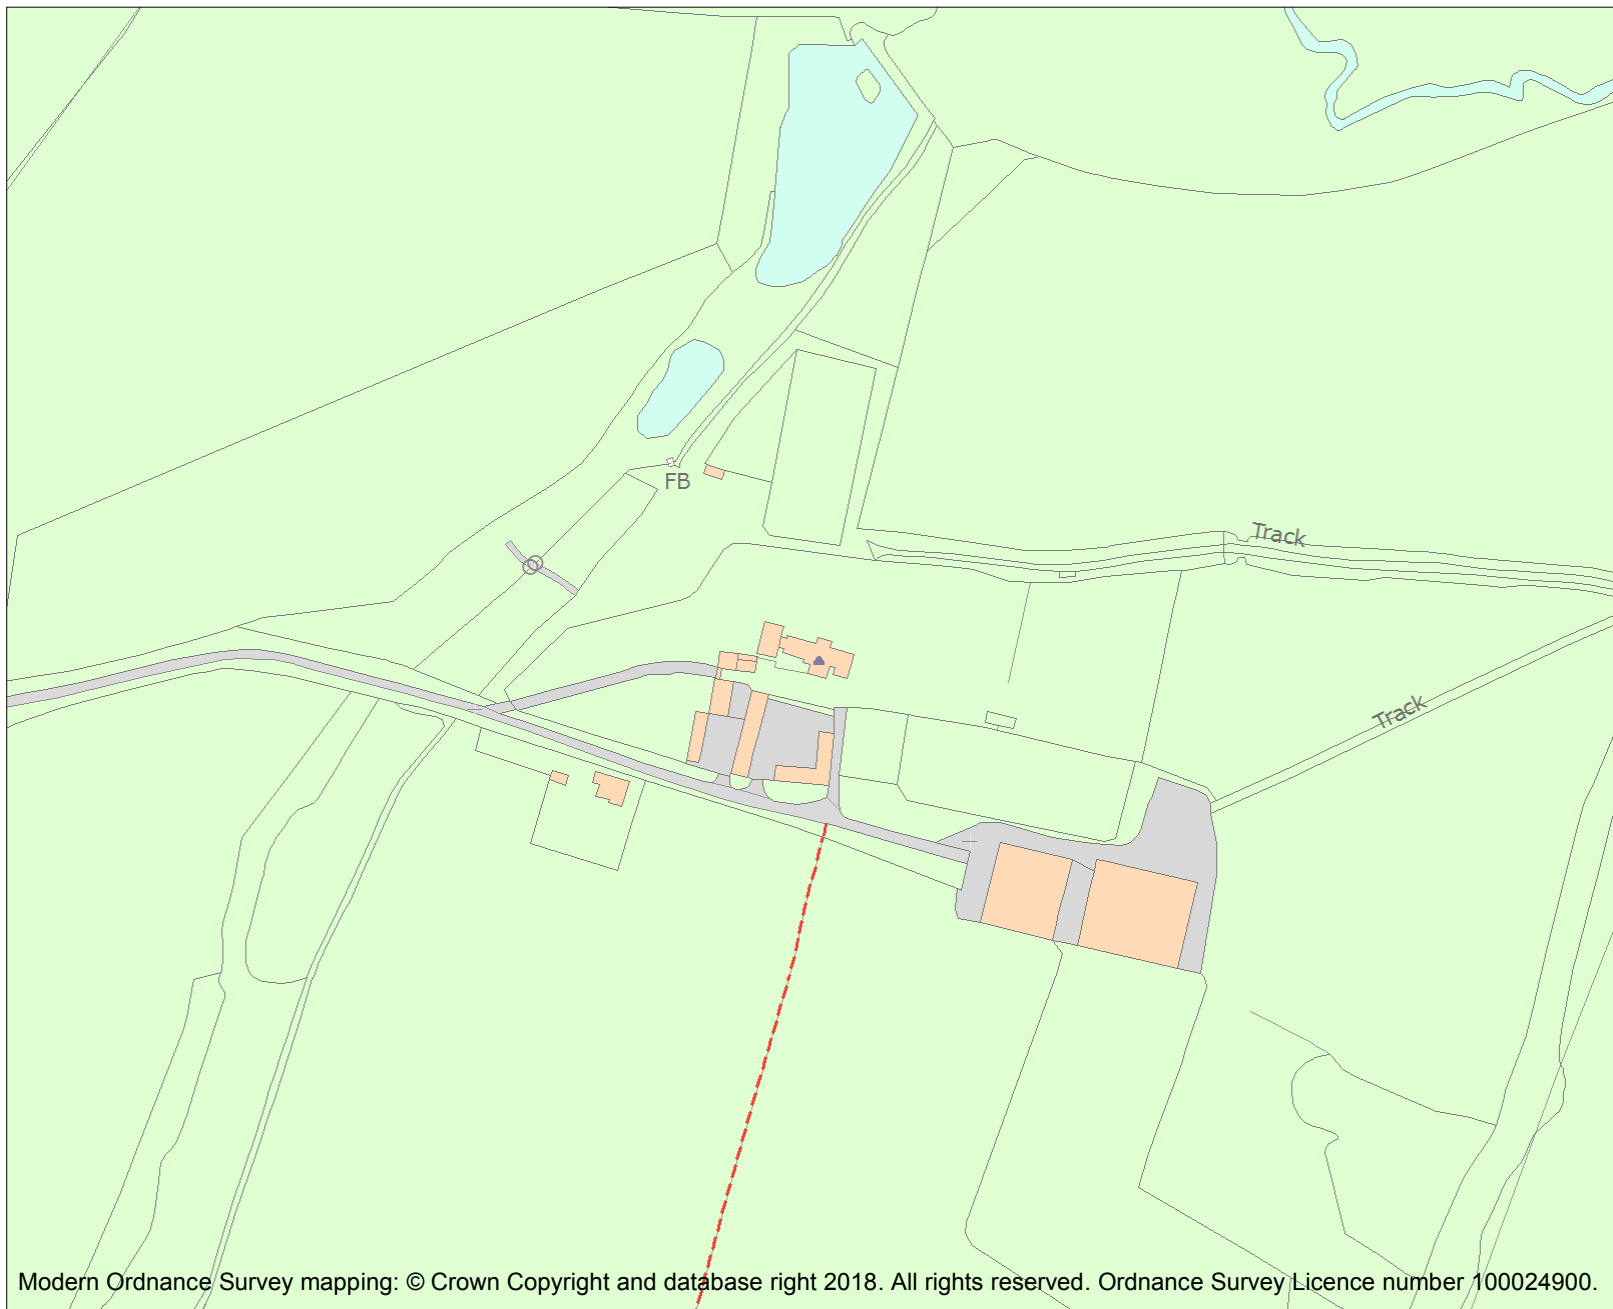 FB
Track
Track
Modern Ordnance Survey mapping: © Crown Copyright and database right 2018. All rights reserved. Ordnance Survey Licence number 100024900.